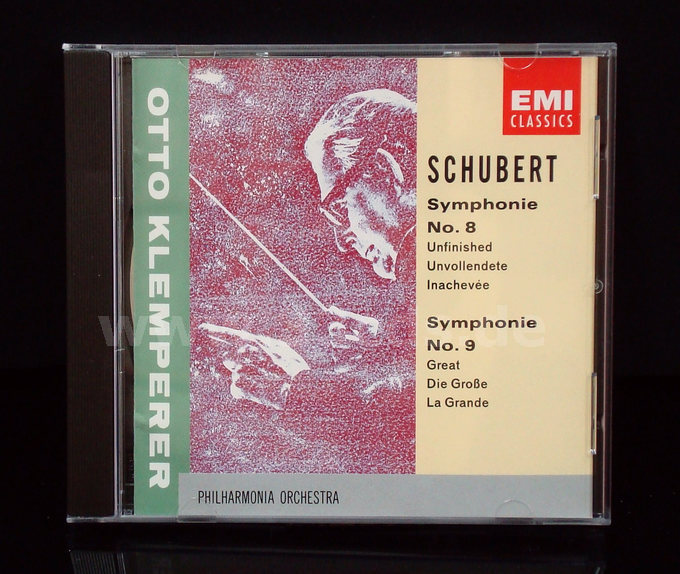 OTTO KLEMPERER
EMI
CLASSICS
SCHUBERT
Symphonie
No. 8
Unfinished
Unvollendete
Inachevée
Symphonie
No. 9
Great
Die Große
La Grande
PHILHARMONIA ORCHESTRA